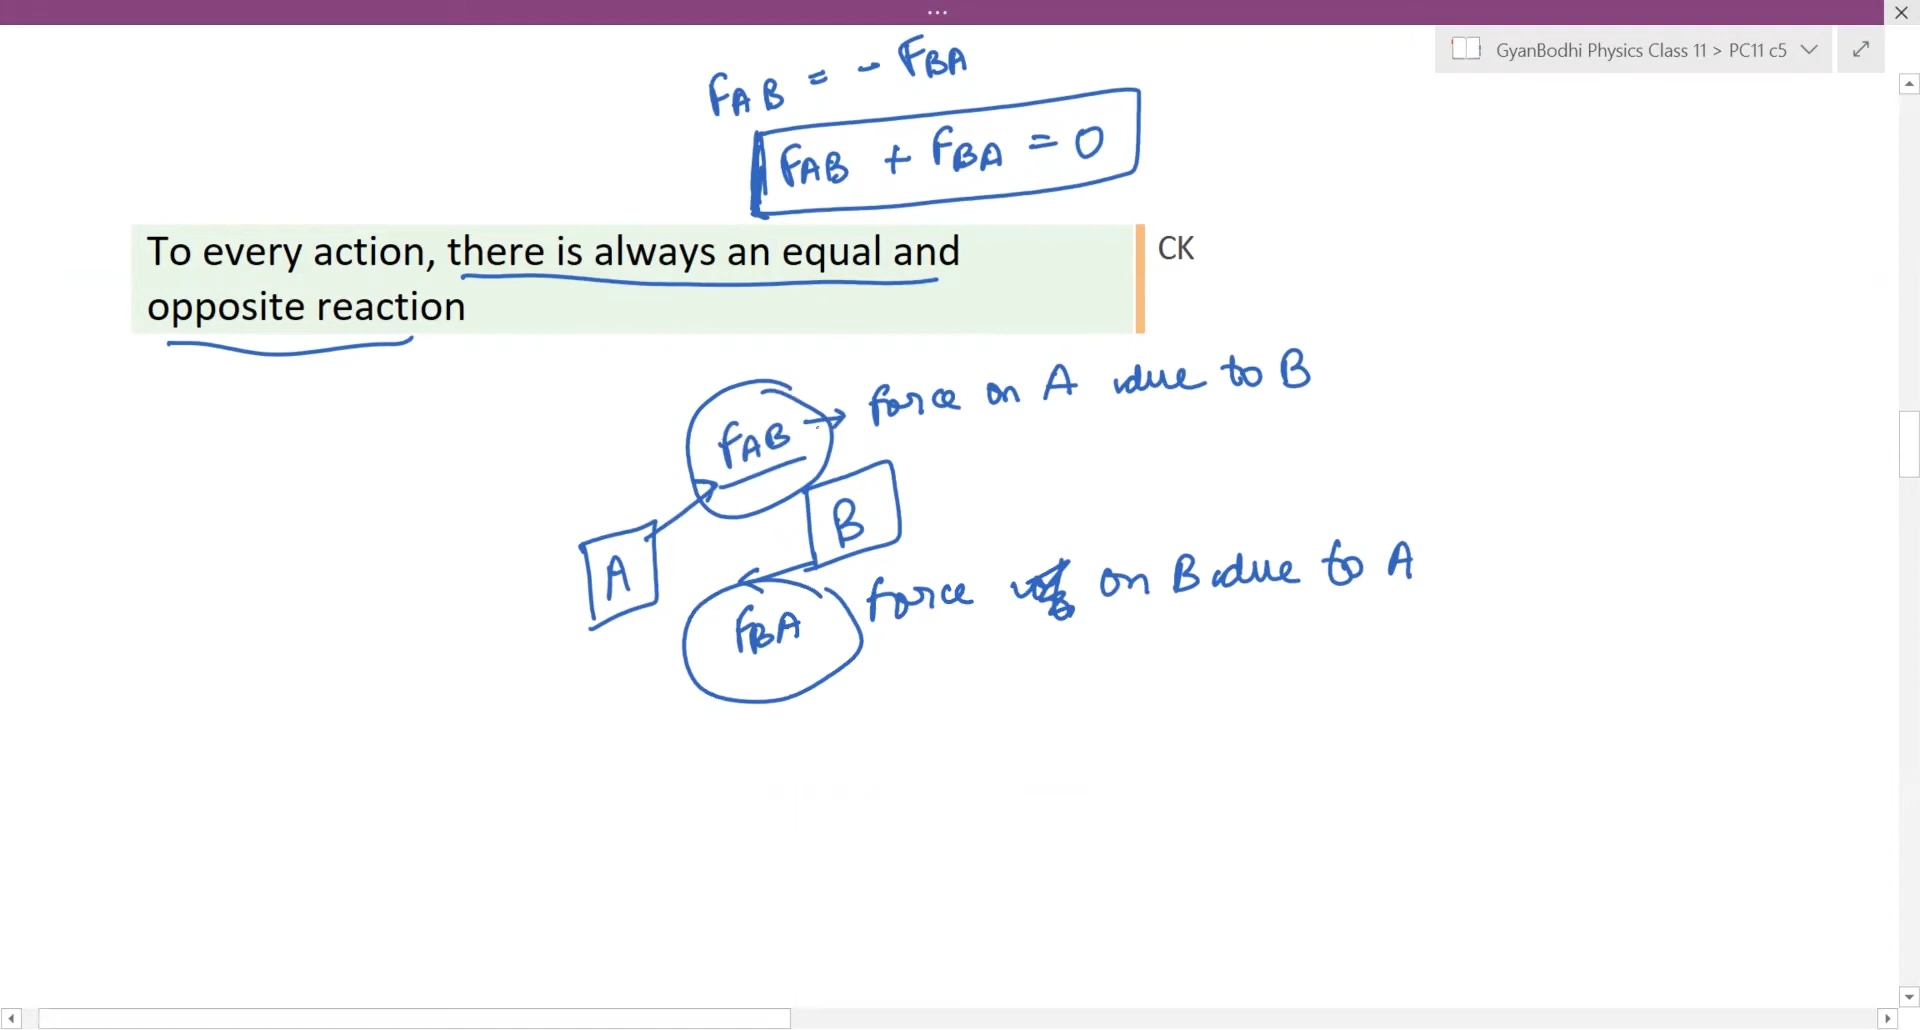 ...
GyanBodhi Physics Class 11 > PC11 c5
FAB = - FBA
FAB + FBA = 0
To every action, there is always an equal and
opposite reaction
CK
FAB → force on A due to B
A
B
FBA force on B due to A